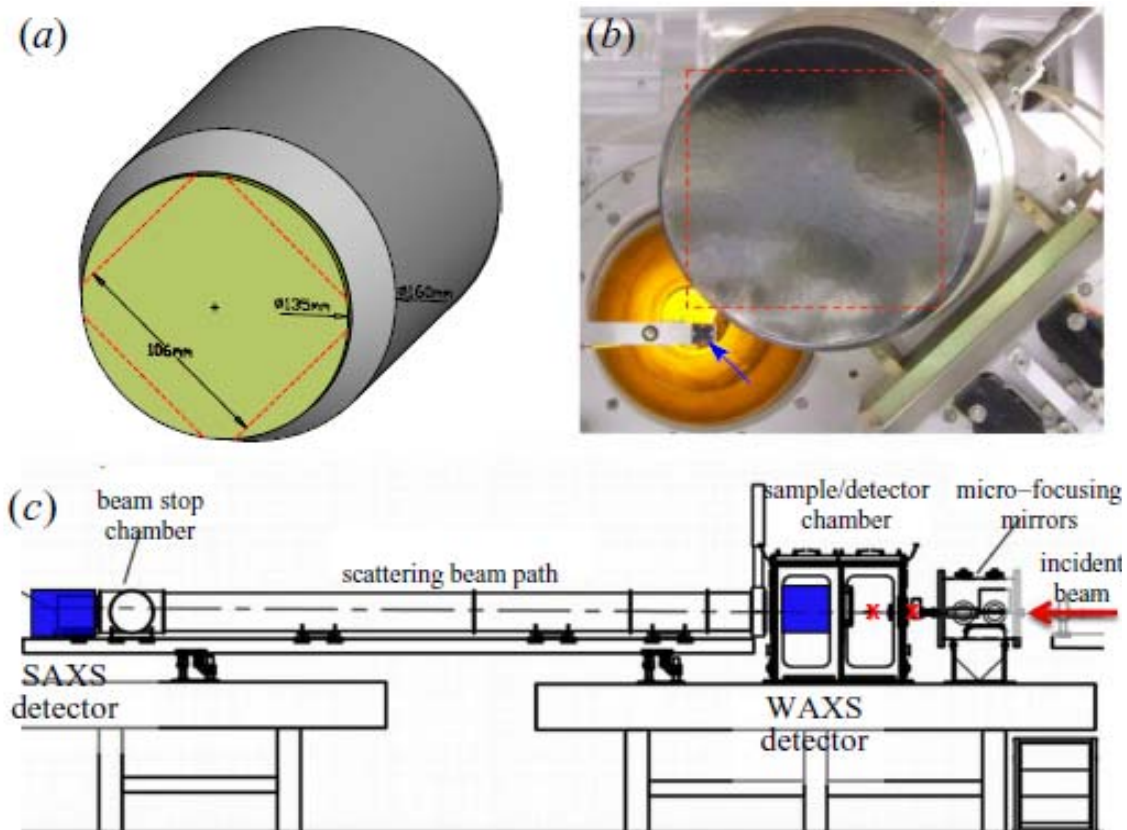 (a)
(b)
Ø135mm
Ø160mm
106mm
(c)
beam stop
chamber
scattering beam path
sample/detector
chamber
micro-focusing
mirrors
incident
beam
x x
SAXS
detector
WAXS
detector